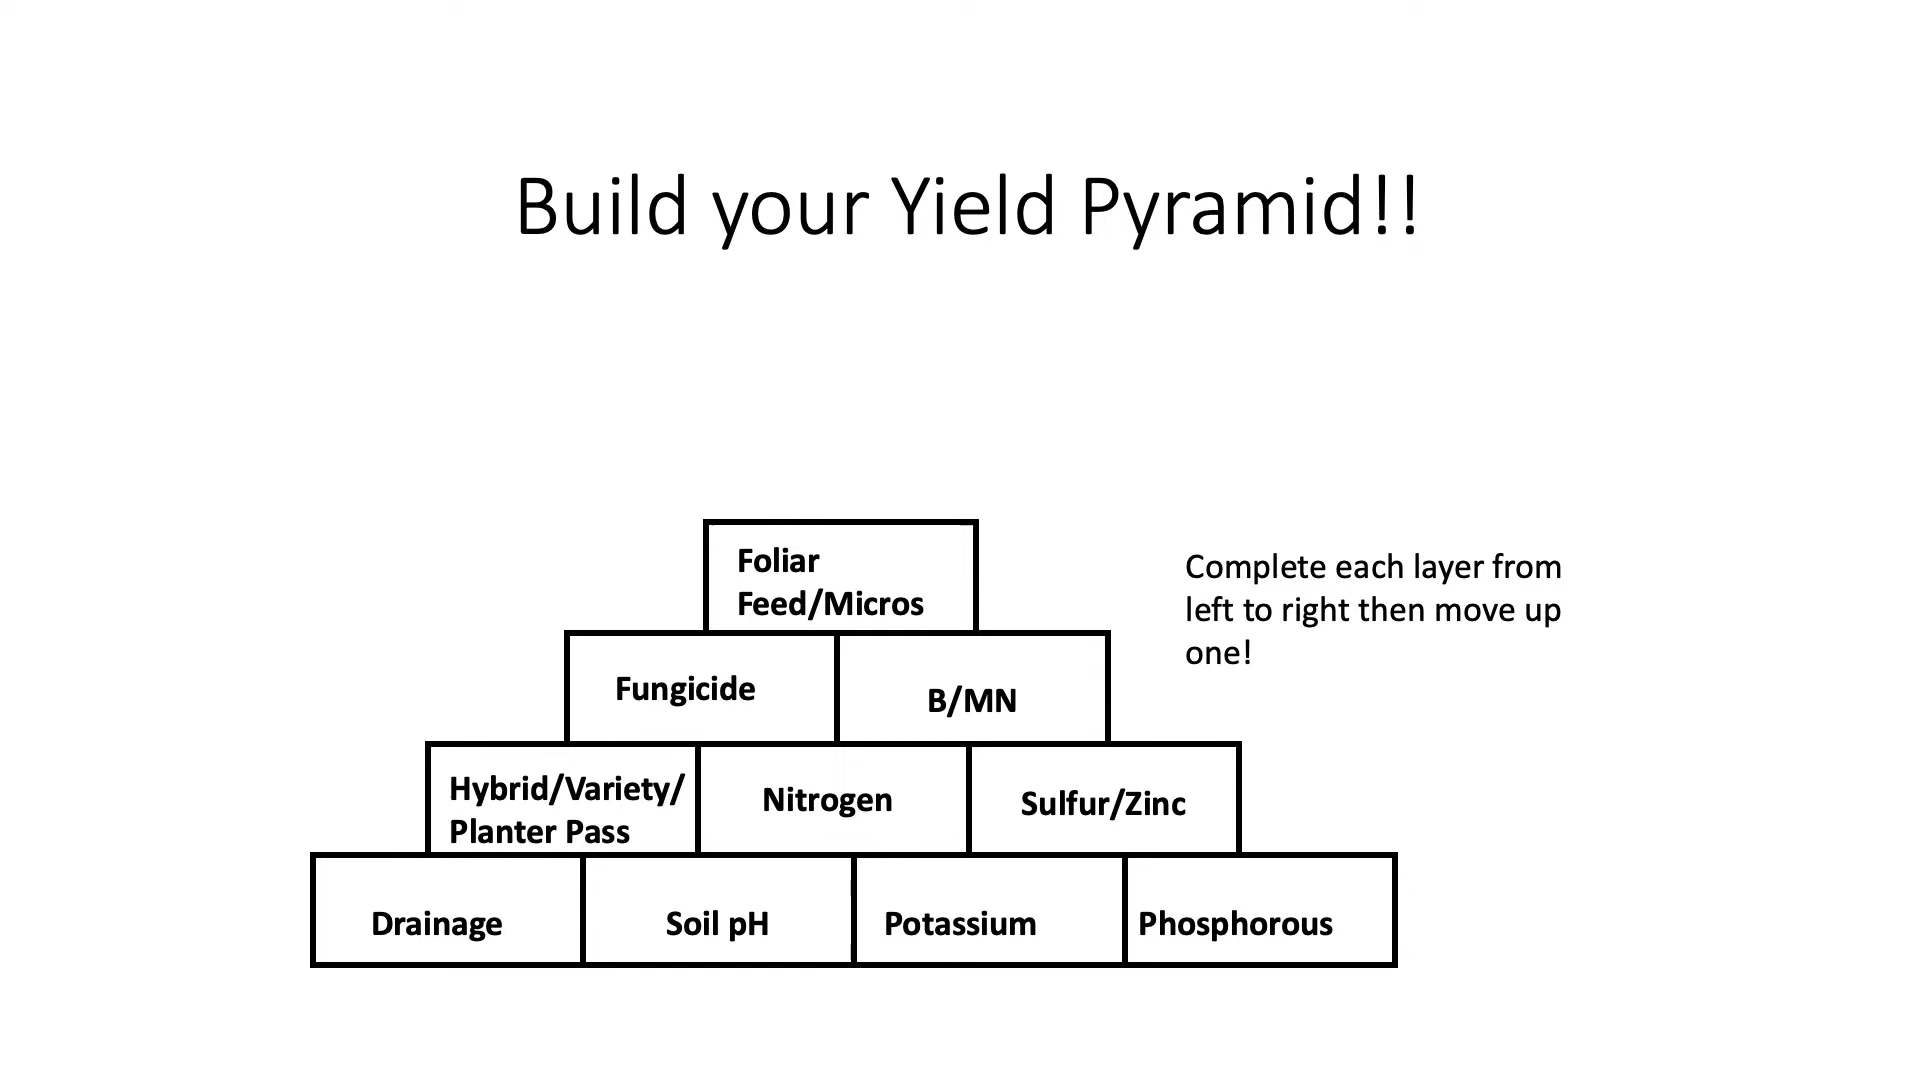 Build your Yield Pyramid!!
Foliar
Feed/Micros
Complete each layer from
left to right then move up
one!
Fungicide
B/MN
Hybrid/Variety/
Planter Pass
Nitrogen
Sulfur/Zinc
Drainage
Soil pH
Potassium
Phosphorous